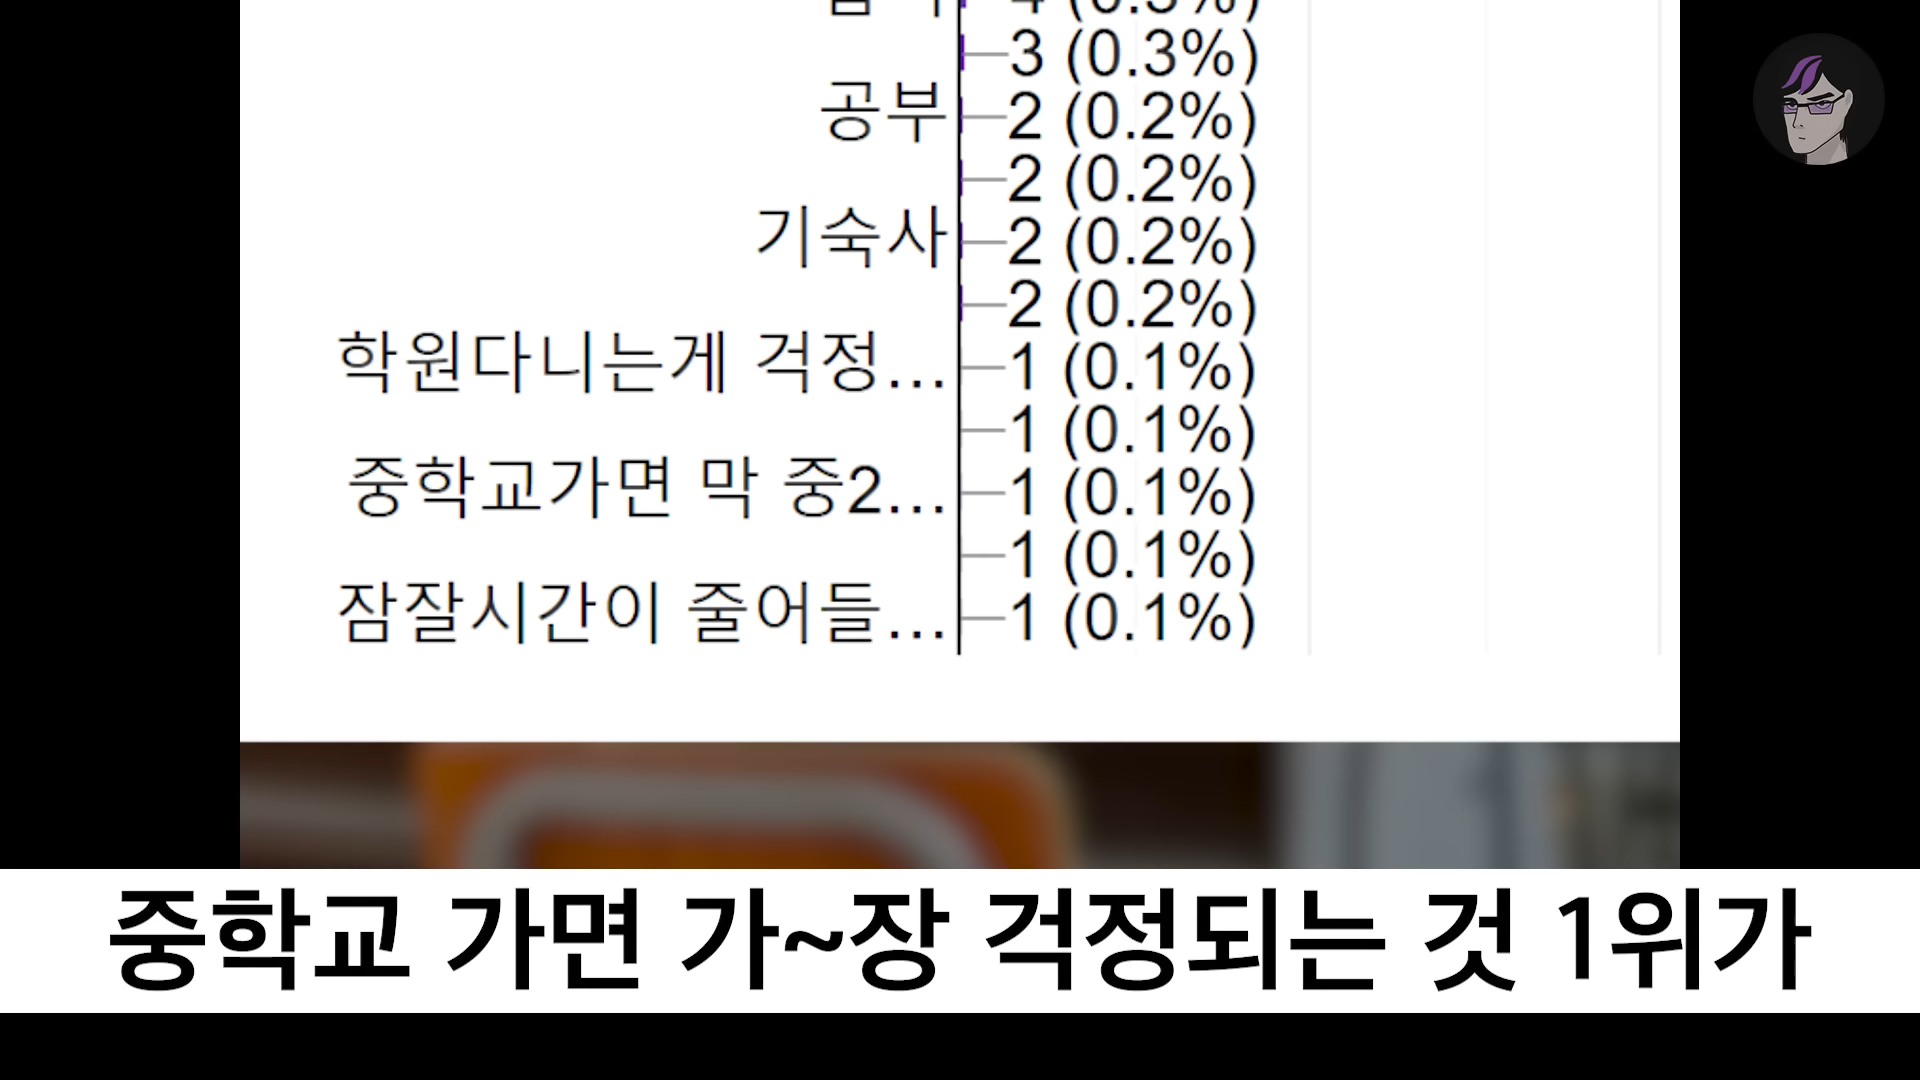 3 (0.3%)
공부 2 (0.2%)
2 (0.2%)
기숙사 2 (0.2%)
2 (0.2%)
학원다니는게 걱정... 1 (0.1%)
1 (0.1%)
중학교가면 막 중2... 1 (0.1%)
1 (0.1%)
잠잘시간이 줄어들... 1 (0.1%)
중학교 가면 가~장 걱정되는 것 1위가